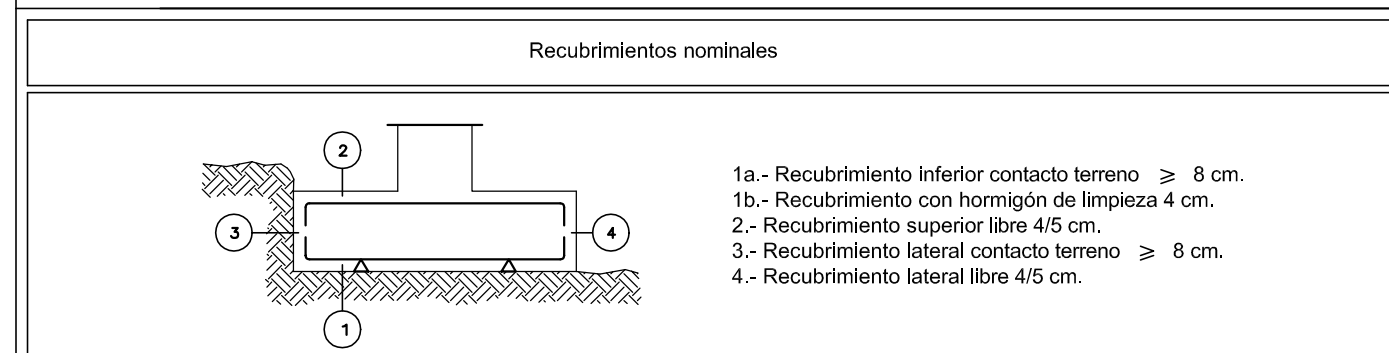 Recubrimientos nominales
2
3
4
1
1a.- Recubrimiento inferior contacto terreno ⩾ 8 cm.
1b.- Recubrimiento con hormigón de limpieza 4 cm.
2.- Recubrimiento superior libre 4/5 cm.
3.- Recubrimiento lateral contacto terreno ⩾ 8 cm.
4.- Recubrimiento lateral libre 4/5 cm.